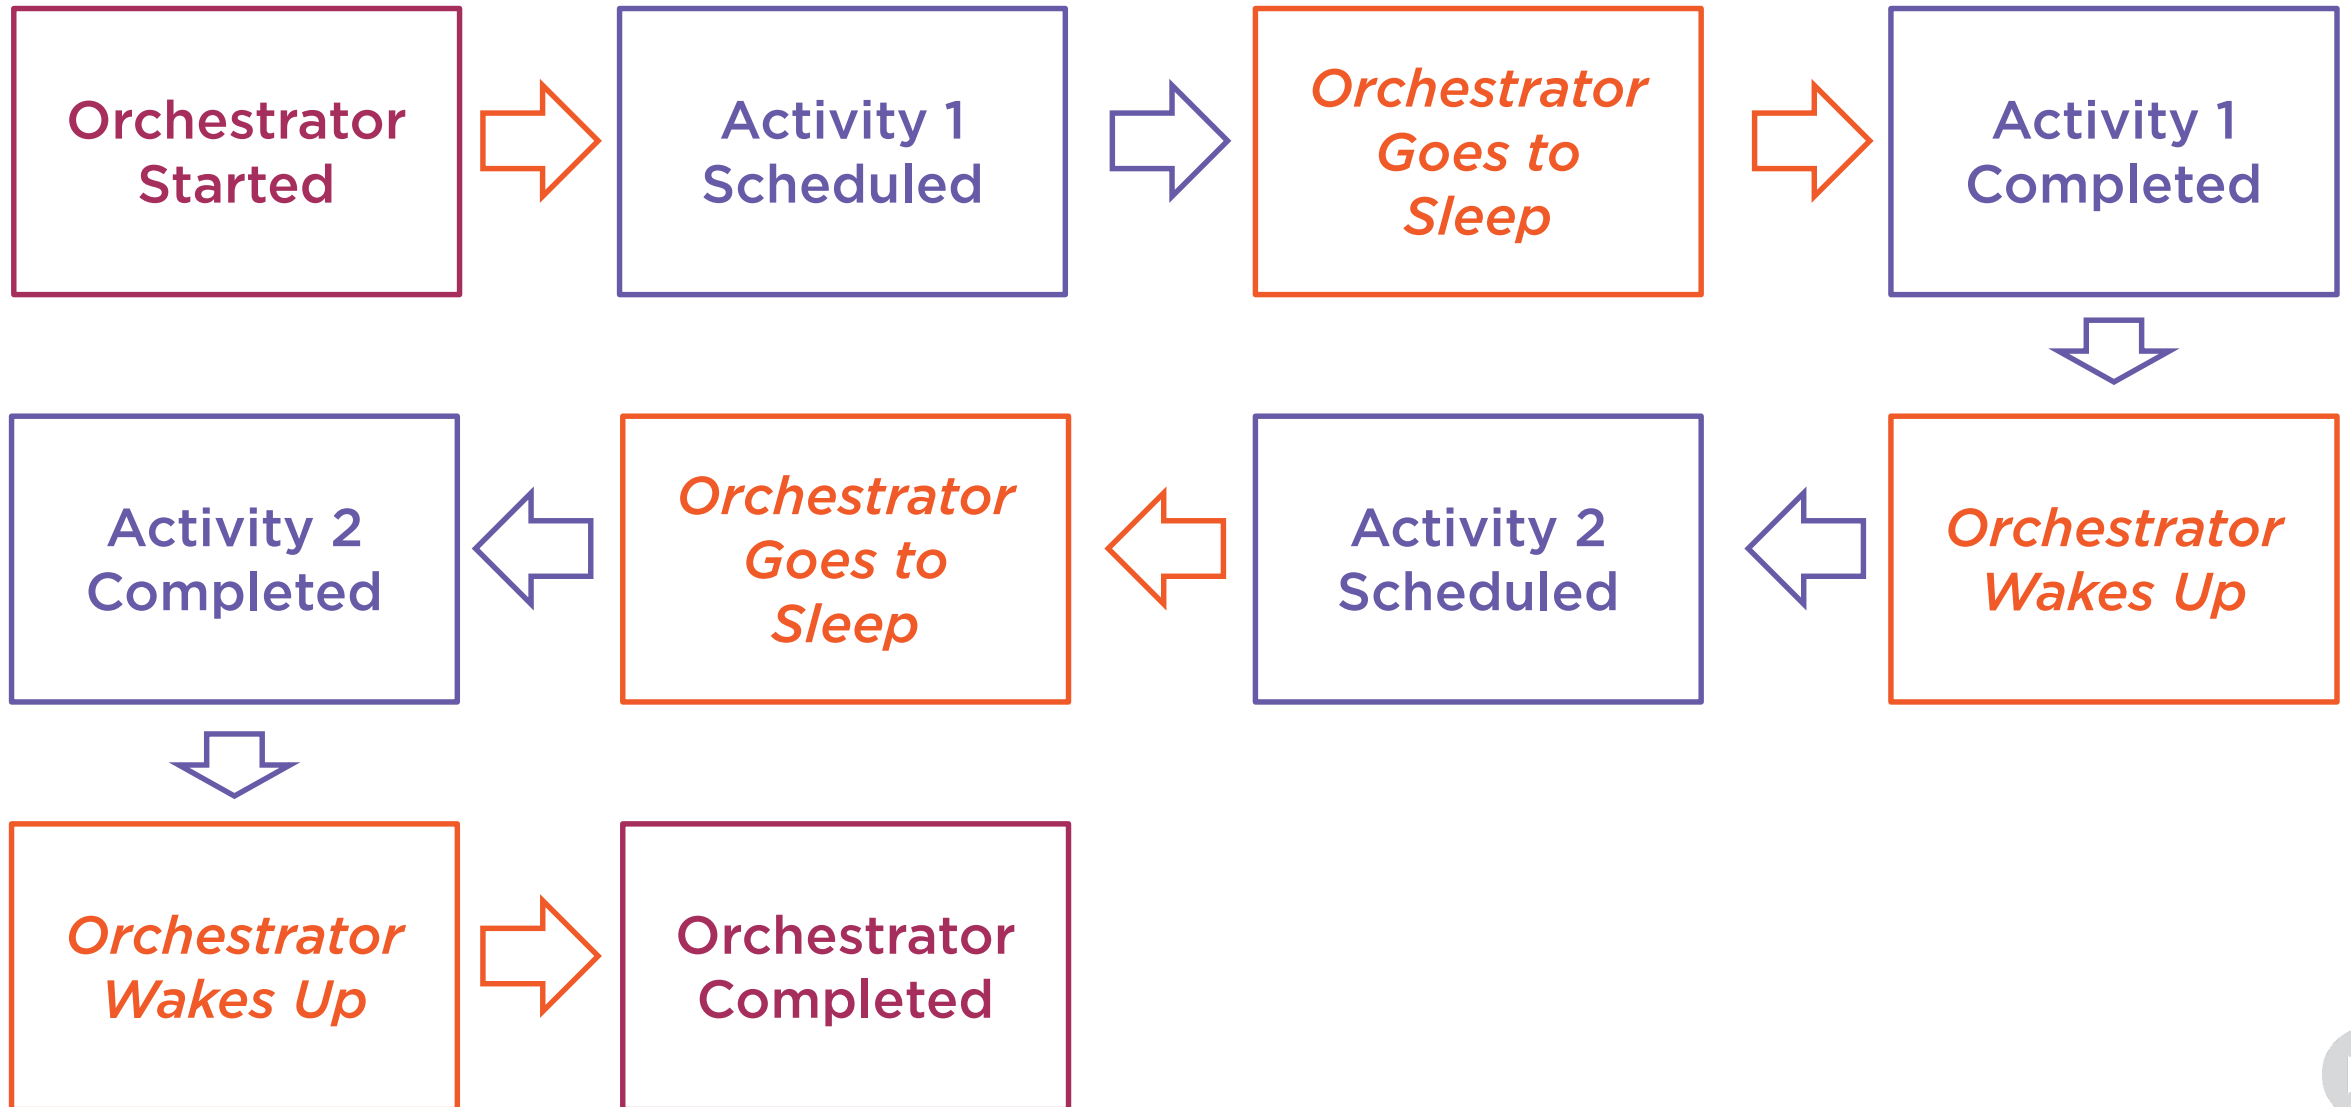 Orchestrator
Started
Activity 1
Scheduled
Orchestrator
Goes to
Sleep
Activity 1
Completed
Orchestrator
Wakes Up
Activity 2
Scheduled
Orchestrator
Goes to
Sleep
Activity 2
Completed
Orchestrator
Wakes Up
Orchestrator
Completed